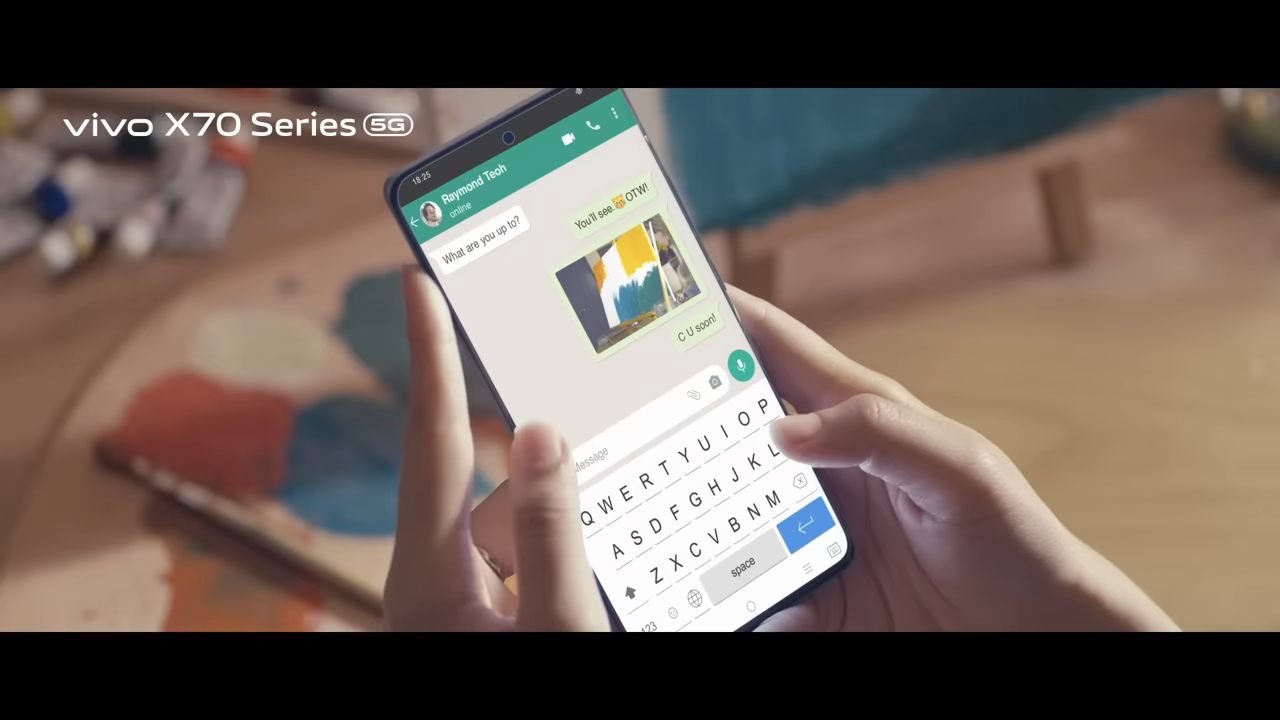 vivo X70 Series 5G
18:25
Raymond Teoh
online
What are you up to?
You'll see.😽OTW!
C U soon!
Message
Q W E R T Y U I O P
A S D F G H J K L
Z X C V B N M
123
space